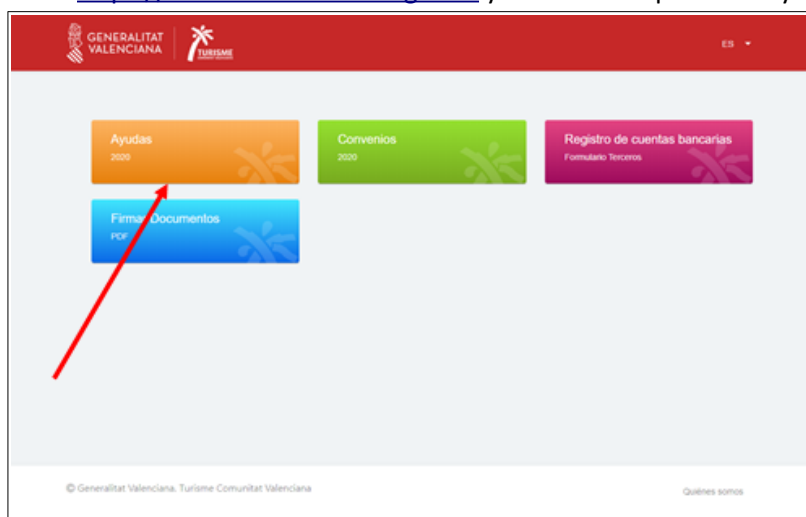 GENERALITAT
VALENCIANA
TURISME
ES
Ayudas
2020
Convenios
2020
Registro de cuentas bancarias
Formulario Terceros
Firmar Documentos
PDF
© Generalitat Valenciana. Turisme Comunitat Valenciana
Quiénes somos